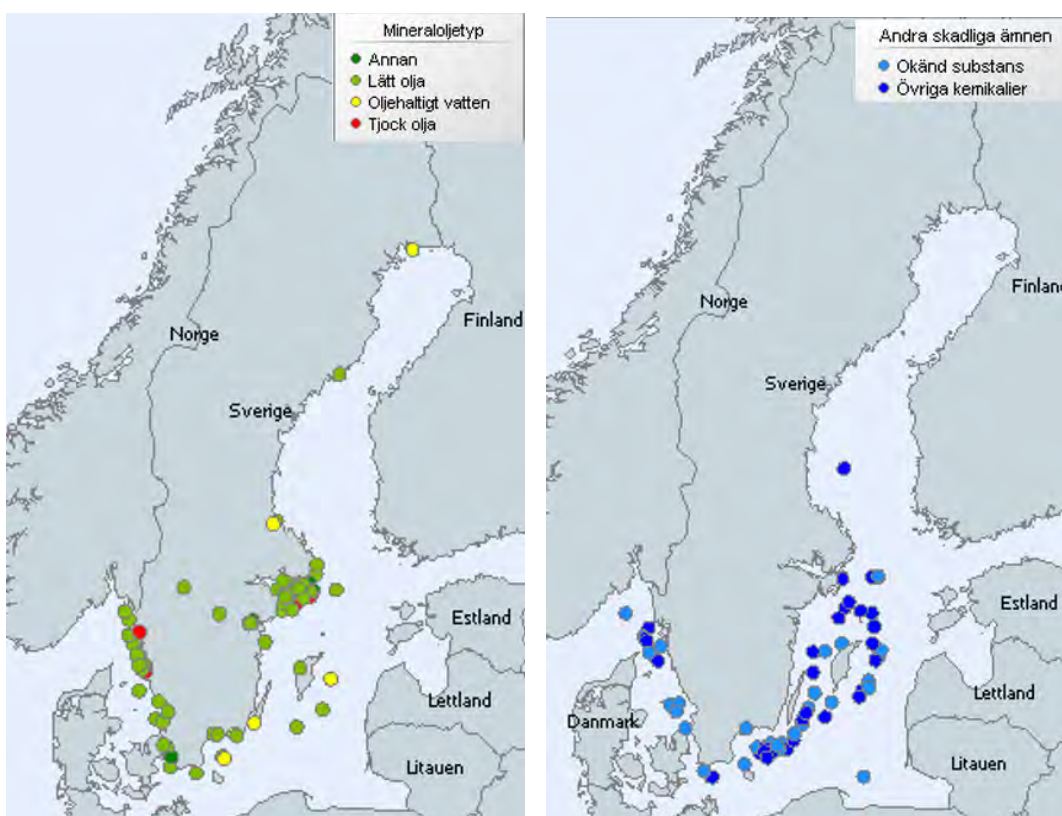 Mineraloljetyp
Annan
Lätt olja
Oljehaltigt vatten
Tjock olja
Norge
Finland
Sverige
Estland
Lettland
Litauen
Andra skadliga ämnen
Okänd substans
Övriga kemikalier
Finlan
Norge
Sverige
Estland
Lettland
Danmark
Litauen